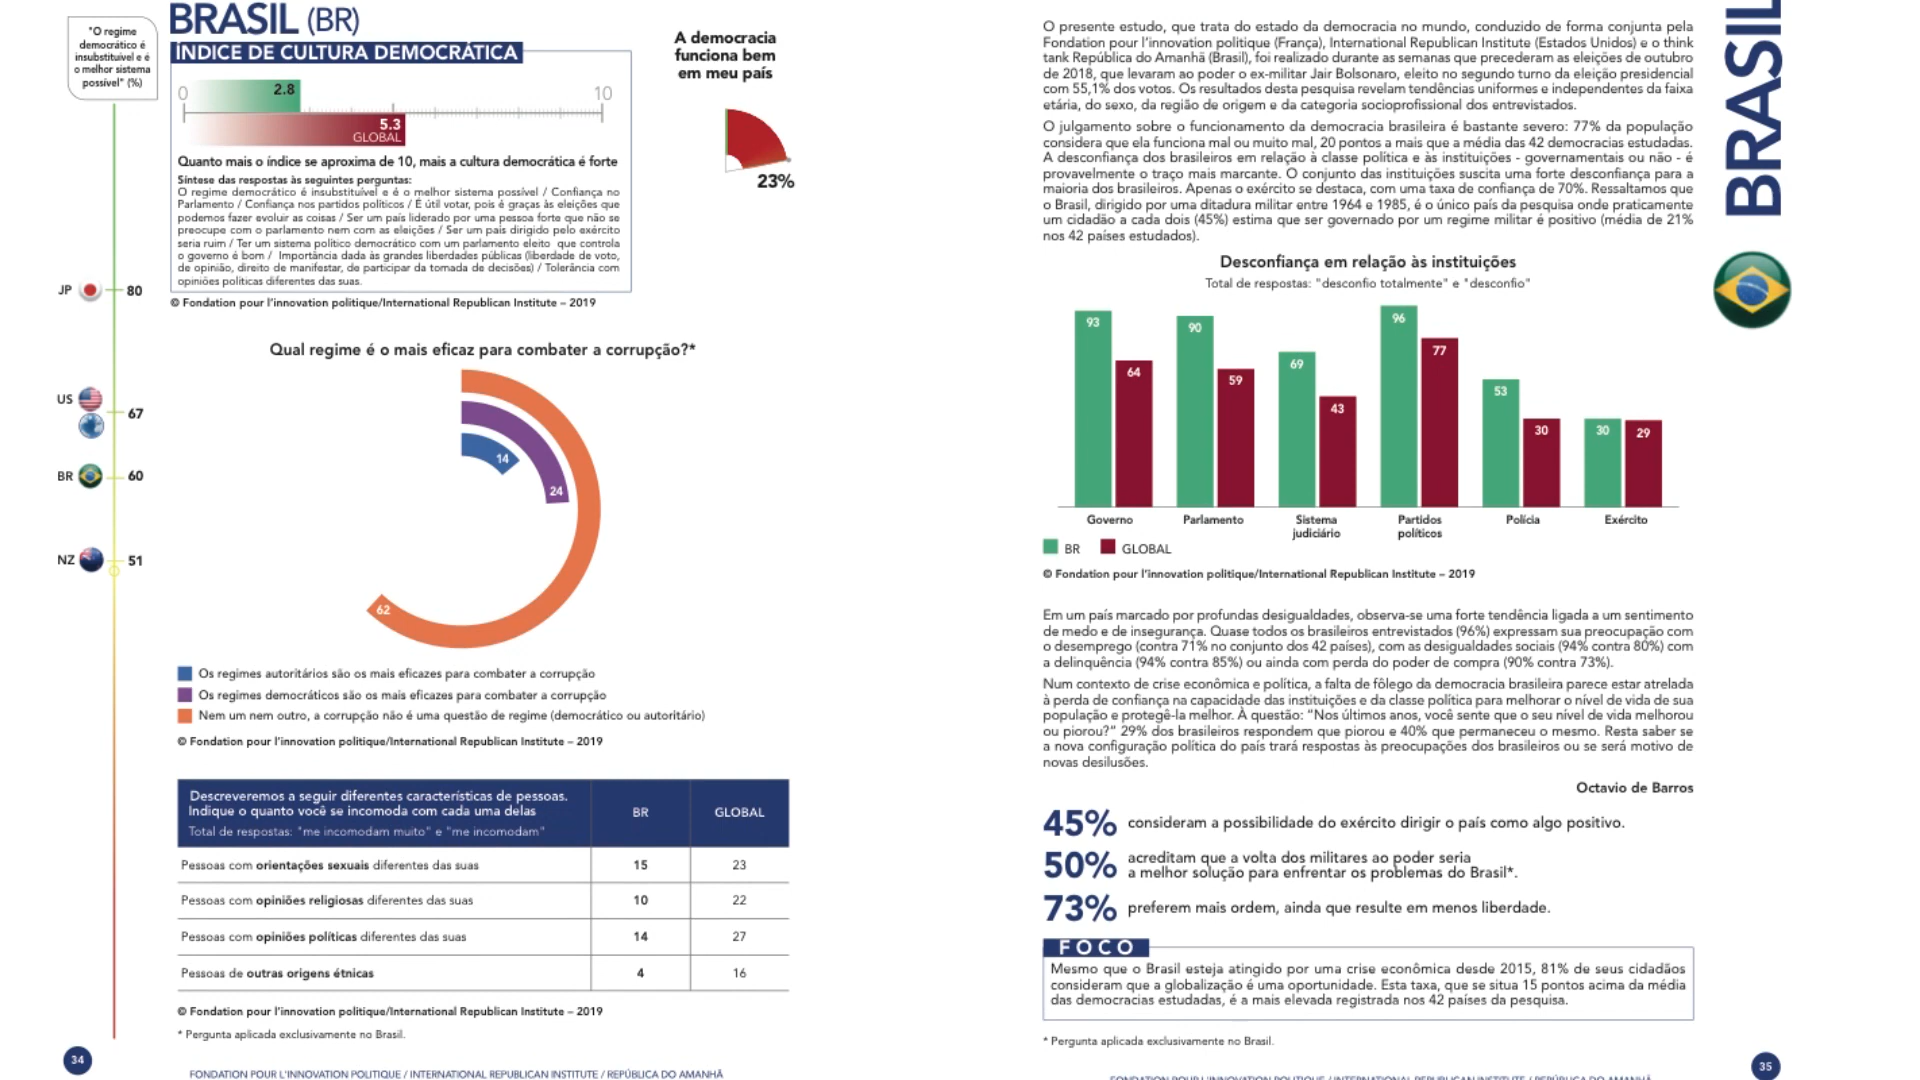 "O regime
democrático é
insubstituível e é
o melhor sistema
possível" (%)
JP 80
US
67
BR 60
NZ 51
BRASIL (BR)
ÍNDICE DE CULTURA DEMOCRÁTICA
0
2.8
10
5.3
GLOBAL
Quanto mais o índice se aproxima de 10, mais a cultura democrática é forte
Síntese das respostas às seguintes perguntas:
O regime democrático é insubstituível e é o melhor sistema possível / Confiança no
Parlamento / Confiança nos partidos políticos / É útil votar, pois é graças às eleições que
podemos fazer evoluir as coisas / Ser um país liderado por uma pessoa forte que não se
preocupe com o parlamento nem com as eleições / Ser um país dirigido pelo exército
seria ruim / Ter um sistema político democrático com um parlamento eleito que controla
o governo é bom / Importância dada às grandes liberdades públicas (liberdade de voto,
de opinião, direito de manifestar, de participar da tomada de decisões) / Tolerância com
opiniões políticas diferentes das suas.
© Fondation pour l'innovation politique/International Republican Institute – 2019
A democracia
funciona bem
em meu país
23%
Qual regime é o mais eficaz para combater a corrupção?*
14
24
62
Os regimes autoritários são os mais eficazes para combater a corrupção
Os regimes democráticos são os mais eficazes para combater a corrupção
Nem um nem outro, a corrupção não é uma questão de regime (democrático ou autoritário)
© Fondation pour l'innovation politique/International Republican Institute – 2019
Descreveremos a seguir diferentes características de pessoas.
Indique o quanto você se incomoda com cada uma delas
Total de respostas: "me incomodam muito" e "me incomodam"
BR GLOBAL
Pessoas com orientações sexuais diferentes das suas 15 23
Pessoas com opiniões religiosas diferentes das suas 10 22
Pessoas com opiniões políticas diferentes das suas 14 27
Pessoas de outras origens étnicas 4 16
© Fondation pour l'innovation politique/International Republican Institute – 2019
* Pergunta aplicada exclusivamente no Brasil.
34
FONDATION POUR L'INNOVATION POLITIQUE / INTERNATIONAL REPUBLICAN INSTITUTE / REPÚBLICA DO AMANHÃ
O presente estudo, que trata do estado da democracia no mundo, conduzido de forma conjunta pela
Fondation pour l'innovation politique (França), International Republican Institute (Estados Unidos) e o think
tank República do Amanhã (Brasil), foi realizado durante as semanas que precederam as eleições de outubro
de 2018, que levaram ao poder o ex-militar Jair Bolsonaro, eleito no segundo turno da eleição presidencial
com 55,1% dos votos. Os resultados desta pesquisa revelam tendências uniformes e independentes da faixa
etária, do sexo, da região de origem e da categoria socioprofissional dos entrevistados.
O julgamento sobre o funcionamento da democracia brasileira é bastante severo: 77% da população
considera que ela funciona mal ou muito mal, 20 pontos a mais que a média das 42 democracias estudadas.
A desconfiança dos brasileiros em relação à classe política e às instituições - governamentais ou não - é
provavelmente o traço mais marcante. O conjunto das instituições suscita uma forte desconfiança para a
maioria dos brasileiros. Apenas o exército se destaca, com uma taxa de confiança de 70%. Ressaltamos que
o Brasil, dirigido por uma ditadura militar entre 1964 e 1985, é o único país da pesquisa onde praticamente
um cidadão a cada dois (45%) estima que ser governado por um regime militar é positivo (média de 21%
nos 42 países estudados).
Desconfiança em relação às instituições
Total de respostas: "desconfio totalmente" e "desconfio"
93 64 90 59 69 43 96 77 53 30 30 29
Governo Parlamento Sistema judiciário Partidos políticos Polícia Exército
BR GLOBAL
© Fondation pour l'innovation politique/International Republican Institute – 2019
Em um país marcado por profundas desigualdades, observa-se uma forte tendência ligada a um sentimento
de medo e de insegurança. Quase todos os brasileiros entrevistados (96%) expressam sua preocupação com
o desemprego (contra 71% no conjunto dos 42 países), com as desigualdades sociais (94% contra 80%) com
a delinquência (94% contra 85%) ou ainda com perda do poder de compra (90% contra 73%).
Num contexto de crise econômica e política, a falta de fôlego da democracia brasileira parece estar atrelada
à perda de confiança na capacidade das instituições e da classe política para melhorar o nível de vida de sua
população e protegê-la melhor. À questão: "Nos últimos anos, você sente que o seu nível de vida melhorou
ou piorou?" 29% dos brasileiros respondem que piorou e 40% que permaneceu o mesmo. Resta saber se
a nova configuração política do país trará respostas às preocupações dos brasileiros ou se será motivo de
novas desilusões.
Octavio de Barros
45% consideram a possibilidade do exército dirigir o país como algo positivo.
50% acreditam que a volta dos militares ao poder seria
a melhor solução para enfrentar os problemas do Brasil*.
73% preferem mais ordem, ainda que resulte em menos liberdade.
FOCO
Mesmo que o Brasil esteja atingido por uma crise econômica desde 2015, 81% de seus cidadãos
consideram que a globalização é uma oportunidade. Esta taxa, que se situa 15 pontos acima da média
das democracias estudadas, é a mais elevada registrada nos 42 países da pesquisa.
* Pergunta aplicada exclusivamente no Brasil.
35
FONDATION POUR L'INNOVATION POLITIQUE / INTERNATIONAL REPUBLICAN INSTITUTE / REPÚBLICA DO AMANHÃ
BRASIL